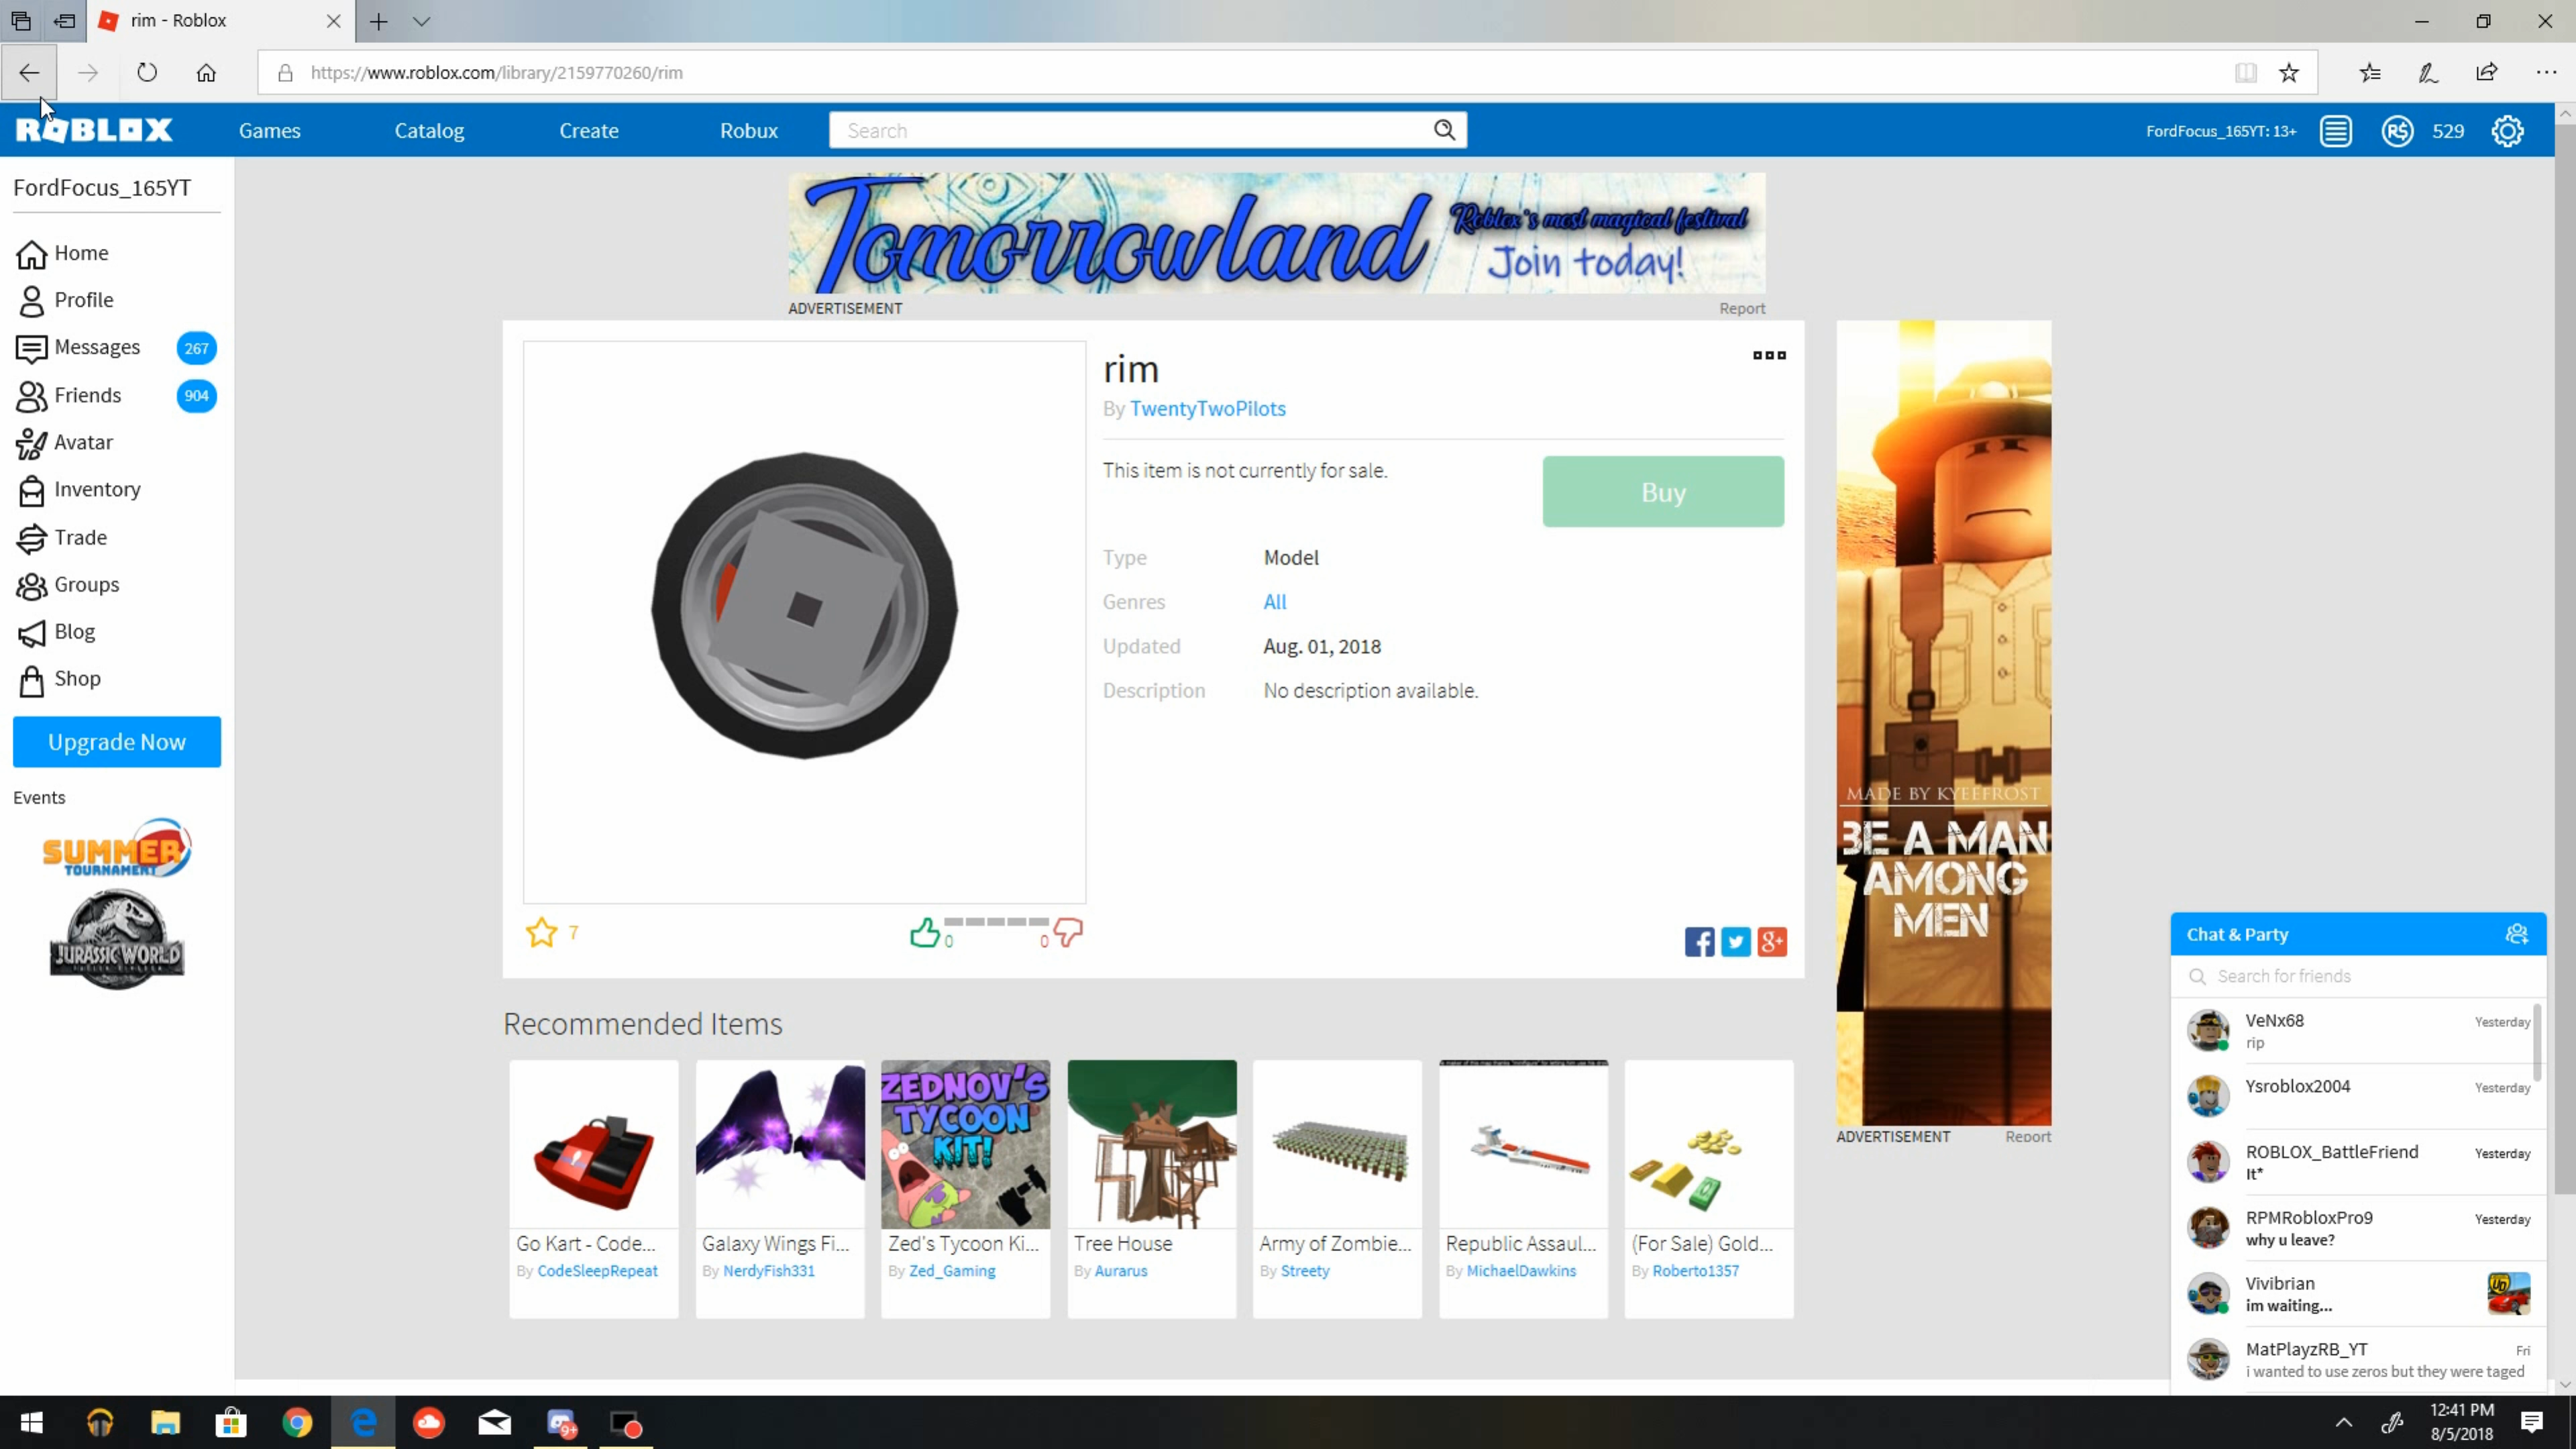 rim - Roblox
https://www.roblox.com/library/2159770260/rim
ROBLOX
Games
Catalog
Create
Robux
Search
FordFocus_165YT: 13+
R$
529
FordFocus_165YT
Home
Profile
Messages
267
Friends
904
Avatar
Inventory
Trade
Groups
Blog
Shop
Upgrade Now
Events
SUMMER
TOURNAMENT
JURASSIC WORLD
Tomorrowland
Roblox's most magical festival
Join today!
ADVERTISEMENT
Report
rim
By TwentyTwoPilots
This item is not currently for sale.
Buy
Type
Model
Genres
All
Updated
Aug. 01, 2018
Description
No description available.
7
0
0
g+
MADE BY KYEEFROST
BE A MAN
AMONG
MEN
ADVERTISEMENT
Report
Recommended Items
ZEDNOV'S
TYCOON
KIT!
Go Kart - Code...
By CodeSleepRepeat
Galaxy Wings Fi...
By NerdyFish331
Zed's Tycoon Ki...
By Zed_Gaming
Tree House
By Aurarus
Army of Zombie...
By Streety
Republic Assaul...
By MichaelDawkins
(For Sale) Gold...
By Roberto1357
Chat & Party
Search for friends
VeNx68
Yesterday
rip
Ysroblox2004
Yesterday
ROBLOX_BattleFriend
Yesterday
It*
RPMRobloxPro9
Yesterday
why u leave?
Vivibrian
im waiting...
UD
MatPlayzRB_YT
Fri
i wanted to use zeros but they were taged
9+
12:41 PM
8/5/2018